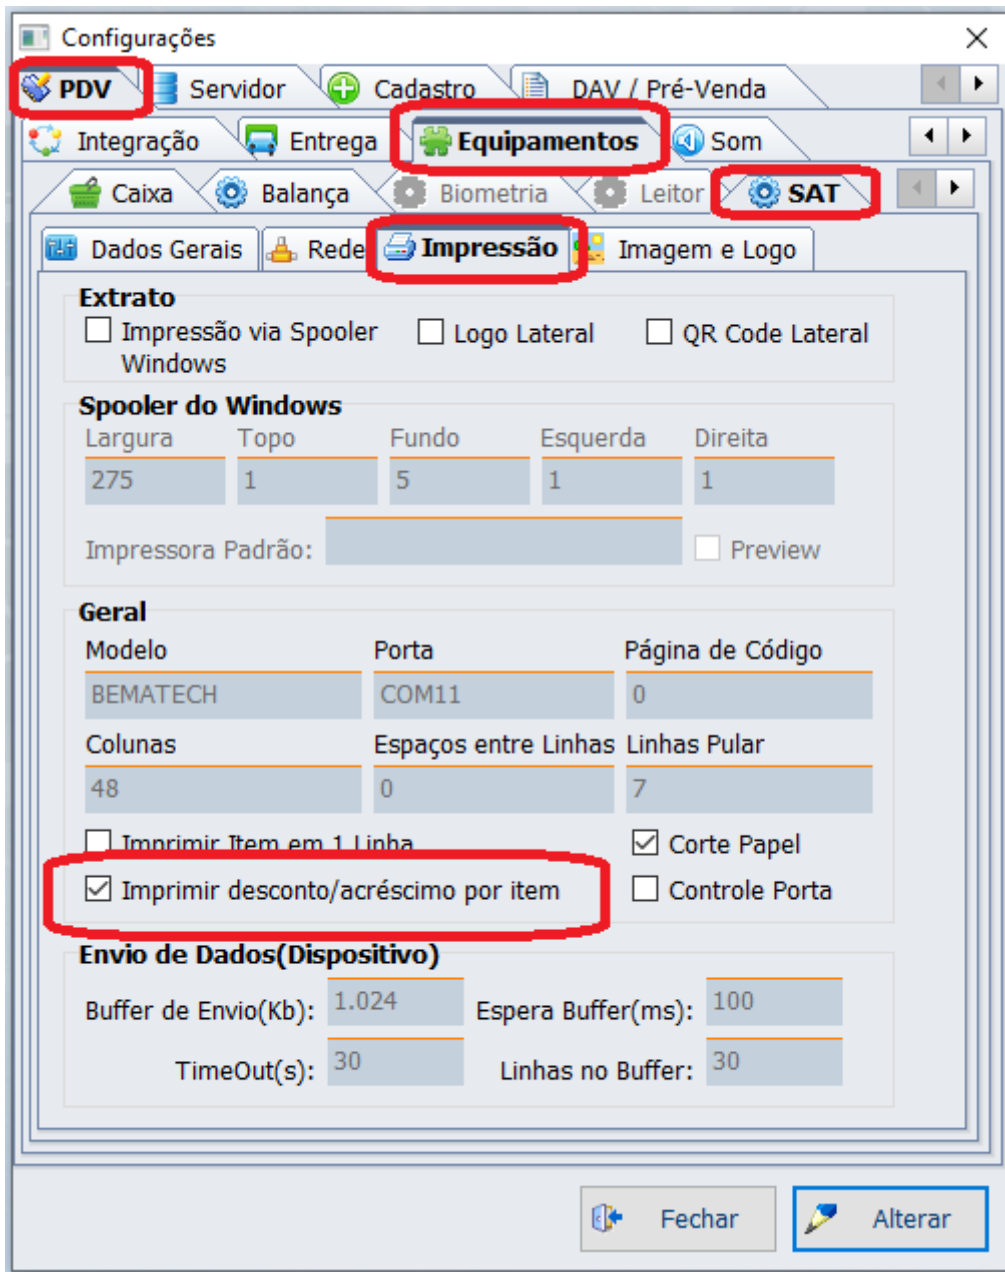 Configurações
PDV Servidor Cadastro DAV / Pré-Venda
Integração Entrega Equipamentos Som
Caixa Balança Biometria Leitor SAT
Dados Gerais Rede Impressão Imagem e Logo
Extrato
Impressão via Spooler Windows Logo Lateral QR Code Lateral
Spooler do Windows
Largura Topo Fundo Esquerda Direita
275 1 5 1 1
Impressora Padrão: Preview
Geral
Modelo Porta Página de Código
BEMATECH COM11 0
Colunas Espaços entre Linhas Linhas Pular
48 0 7
Imprimir Item em 1 Linha Corte Papel
Imprimir desconto/acréscimo por item Controle Porta
Envio de Dados(Dispositivo)
Buffer de Envio(Kb): 1.024 Espera Buffer(ms): 100
TimeOut(s): 30 Linhas no Buffer: 30
Fechar Alterar